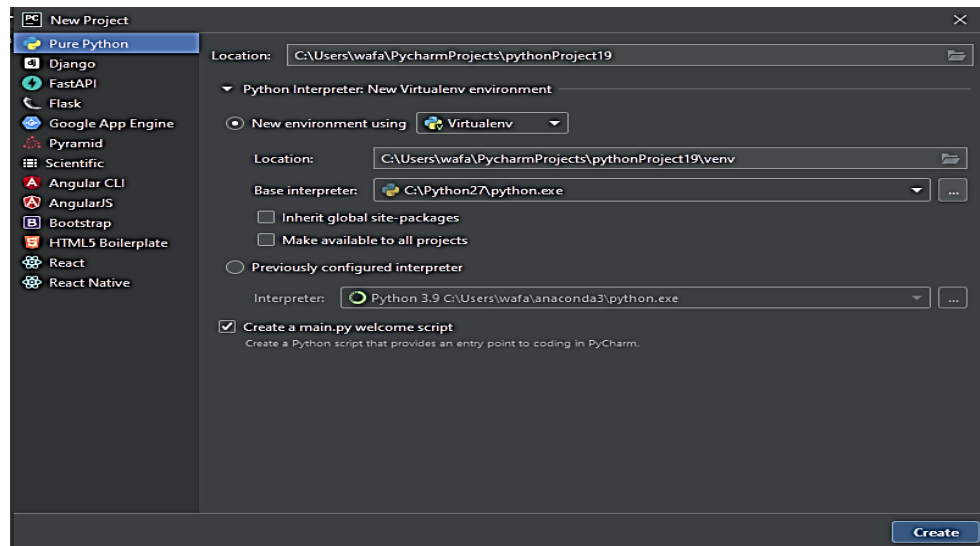 PC New Project
Pure Python
dj Django
FastAPI
Flask
Google App Engine
Pyramid
Scientific
Angular CLI
AngularJS
Bootstrap
HTML5 Boilerplate
React
React Native
Location: C:\Users\wafa\PycharmProjects\pythonProject19
Python Interpreter: New Virtualenv environment
New environment using Virtualenv
Location: C:\Users\wafa\PycharmProjects\pythonProject19\venv
Base interpreter: C:\Python27\python.exe ...
Inherit global site-packages
Make available to all projects
Previously configured interpreter
Interpreter: Python 3.9 C:\Users\wafa\anaconda3\python.exe ...
Create a main.py welcome script
Create a Python script that provides an entry point to coding in PyCharm.
Create